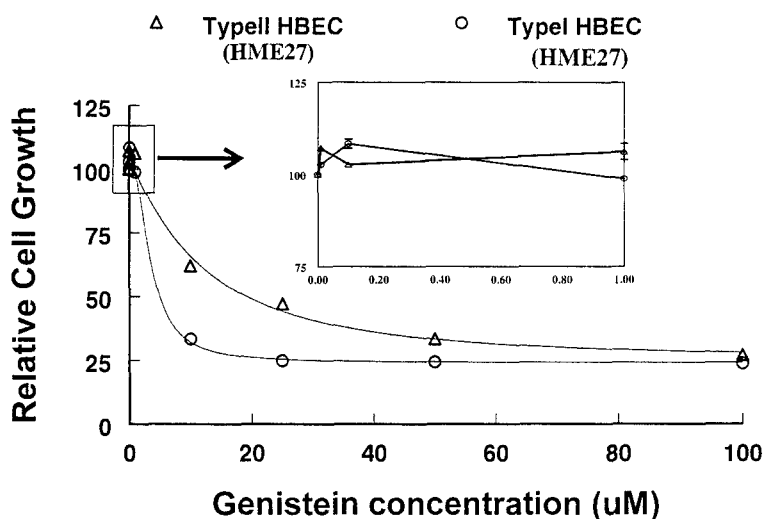 TypeII HBEC
(HME27)
TypeI HBEC
(HME27)
Relative Cell Growth
125
100
75
50
25
0
125
100
75
0.00 0.20 0.40 0.60 0.80 1.00
0 20 40 60 80 100
Genistein concentration (uM)